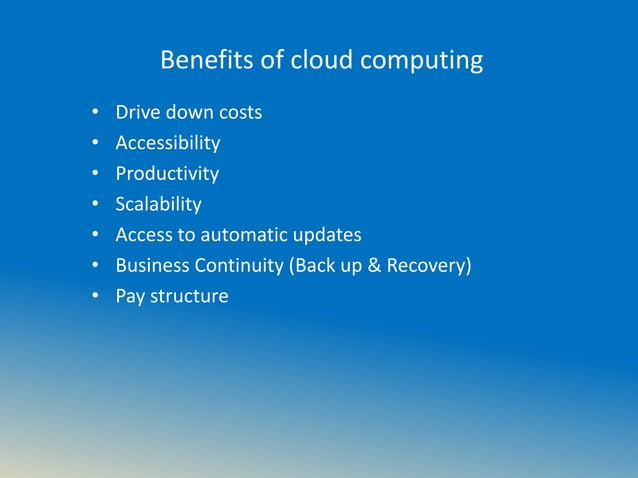 Benefits of cloud computing
• Drive down costs
• Accessibility
• Productivity
• Scalability
• Access to automatic updates
• Business Continuity (Back up & Recovery)
• Pay structure